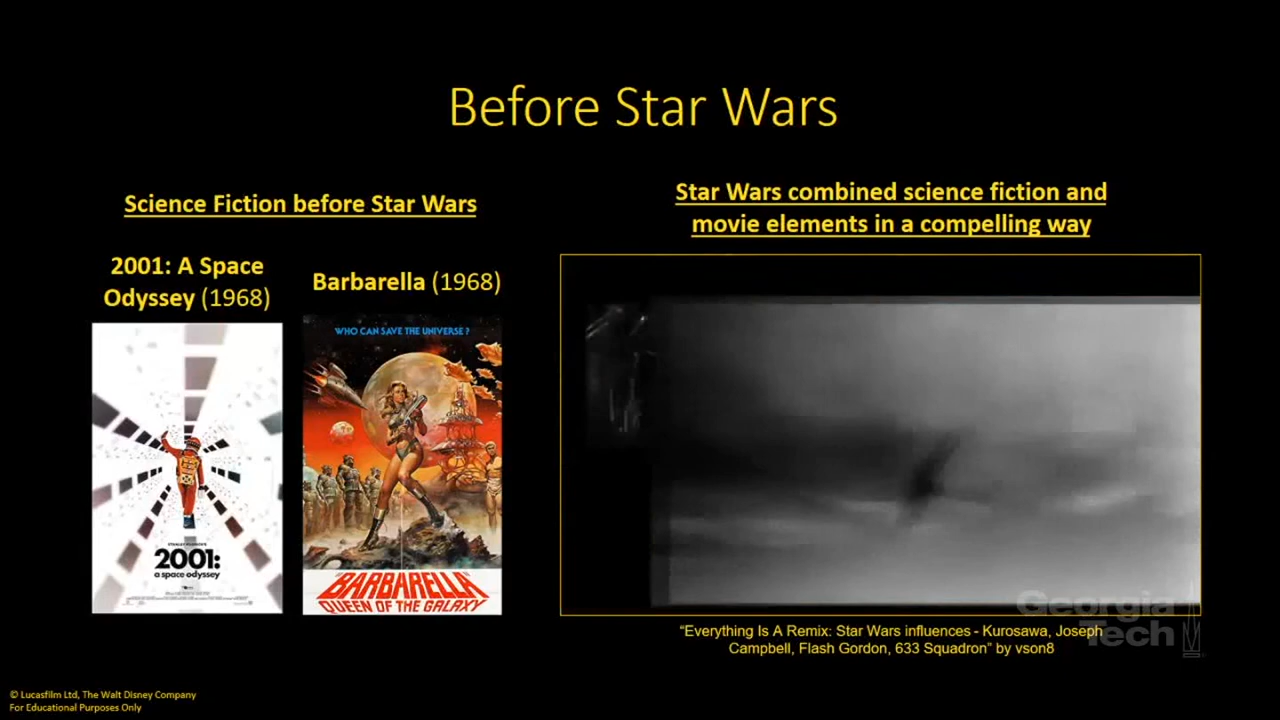 Before Star Wars
Science Fiction before Star Wars
2001: A Space
Odyssey (1968)
Barbarella (1968)
WHO CAN SAVE THE UNIVERSE?
2001:
a space odyssey
"BARBARELLA"
QUEEN OF THE GALAXY
Star Wars combined science fiction and
movie elements in a compelling way
“Everything Is A Remix: Star Wars influences - Kurosawa, Joseph
Campbell, Flash Gordon, 633 Squadron” by vson8
Georgia
Tech
© Lucasfilm Ltd, The Walt Disney Company
For Educational Purposes Only